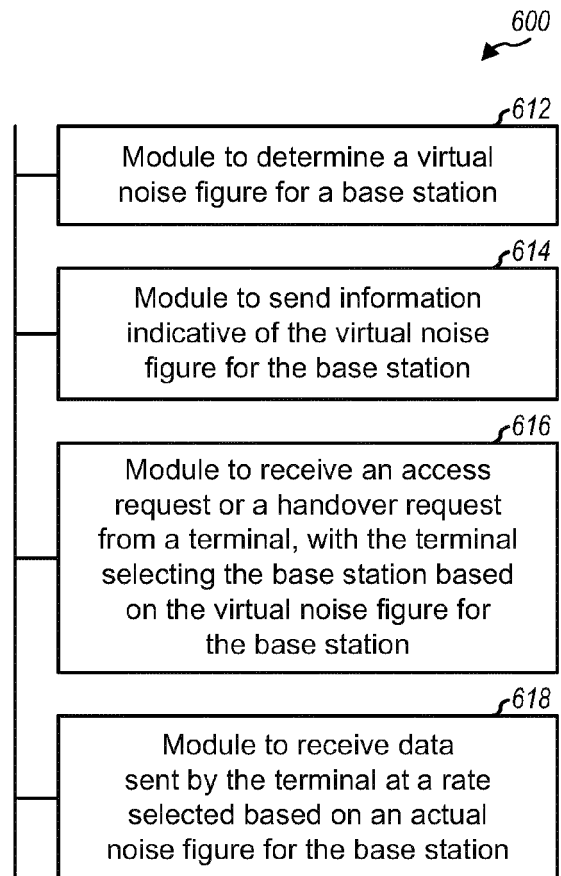 600
612
Module to determine a virtual
noise figure for a base station
614
Module to send information
indicative of the virtual noise
figure for the base station
616
Module to receive an access
request or a handover request
from a terminal, with the terminal
selecting the base station based
on the virtual noise figure for
the base station
618
Module to receive data
sent by the terminal at a rate
selected based on an actual
noise figure for the base station